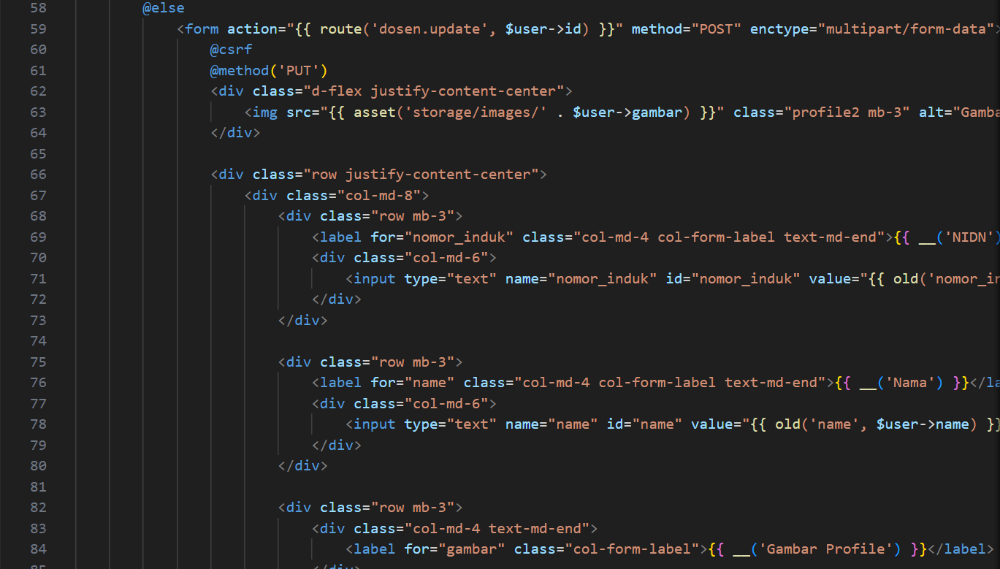 58 @else
59 <form action="{{ route('dosen.update', $user->id) }}" method="POST" enctype="multipart/form-data">
60 @csrf
61 @method('PUT')
62 <div class="d-flex justify-content-center">
63 <img src="{{ asset('storage/images/' . $user->gambar) }}" class="profile2 mb-3" alt="Gamba
64 </div>
65
66 <div class="row justify-content-center">
67 <div class="col-md-8">
68 <div class="row mb-3">
69 <label for="nomor_induk" class="col-md-4 col-form-label text-md-end">{{ __('NIDN')
70 <div class="col-md-6">
71 <input type="text" name="nomor_induk" id="nomor_induk" value="{{ old('nomor_in
72 </div>
73 </div>
74
75 <div class="row mb-3">
76 <label for="name" class="col-md-4 col-form-label text-md-end">{{ __('Nama') }}</la
77 <div class="col-md-6">
78 <input type="text" name="name" id="name" value="{{ old('name', $user->name) }}
79 </div>
80 </div>
81
82 <div class="row mb-3">
83 <div class="col-md-4 text-md-end">
84 <label for="gambar" class="col-form-label">{{ __('Gambar Profile') }}</label>
85 </div>